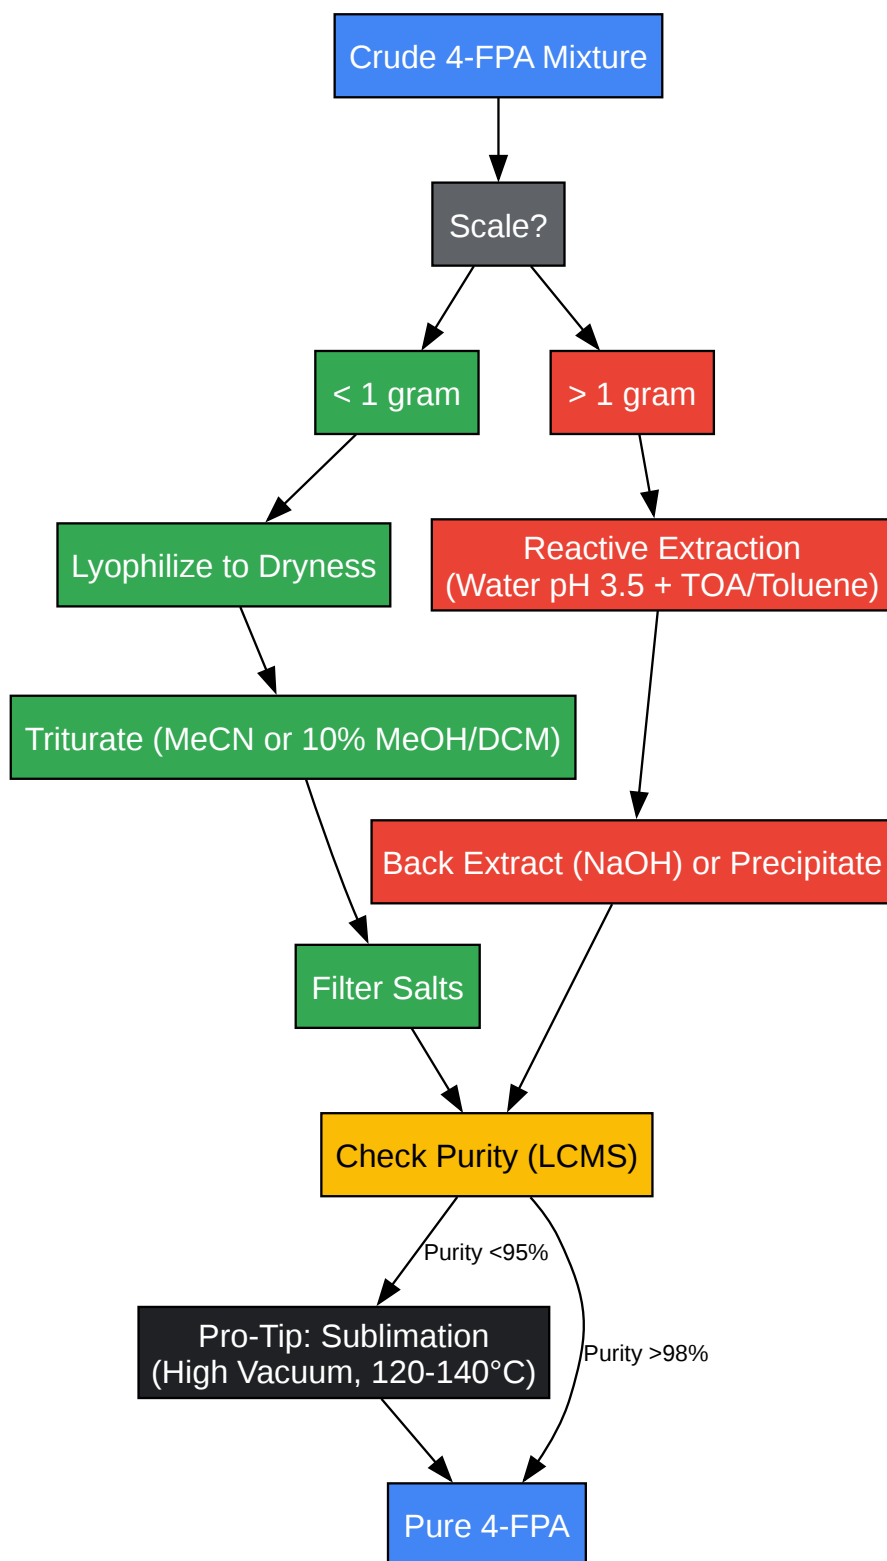 Crude 4-FPA Mixture
Scale?
< 1 gram
> 1 gram
Lyophilize to Dryness
Reactive Extraction
(Water pH 3.5 + TOA/Toluene)
Triturate (MeCN or 10% MeOH/DCM)
Back Extract (NaOH) or Precipitate
Filter Salts
Check Purity (LCMS)
Purity <95%
Pro-Tip: Sublimation
(High Vacuum, 120-140°C)
Purity >98%
Pure 4-FPA